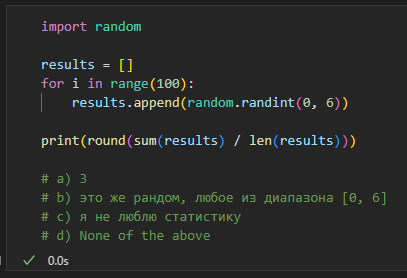 import random
results = []
for i in range(100):
    results.append(random.randint(0, 6))
print(round(sum(results) / len(results)))
# a) 3
# b) это же рандом, любое из диапазона [0, 6]
# c) я не люблю статистику
# d) None of the above
0.0s